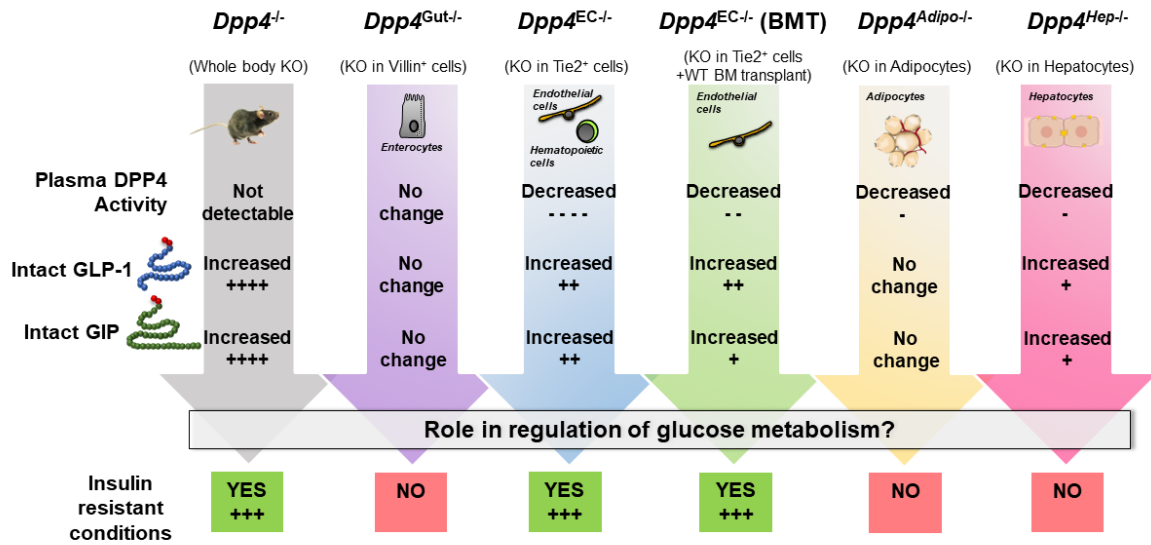 Dpp4-/- Dpp4Gut-/- Dpp4EC-/- Dpp4EC-/- (BMT) Dpp4Adipo-/- Dpp4Hep-/-
(Whole body KO) (KO in Villin+ cells) (KO in Tie2+ cells) (KO in Tie2+ cells (KO in Adipocytes) (KO in Hepatocytes)
+WT BM transplant)
Endothelial Endothelial Adipocytes Hepatocytes
cells cells
Enterocytes Hematopoietic
cells
Plasma DPP4 Not No Decreased Decreased Decreased Decreased
Activity detectable change - - - - - - - -
Intact GLP-1 Increased No Increased Increased No Increased
++++ change ++ ++ change +
Intact GIP Increased No Increased Increased No Increased
++++ change ++ + change +
Role in regulation of glucose metabolism?
Insulin YES NO YES YES NO NO
resistant +++ +++ +++
conditions